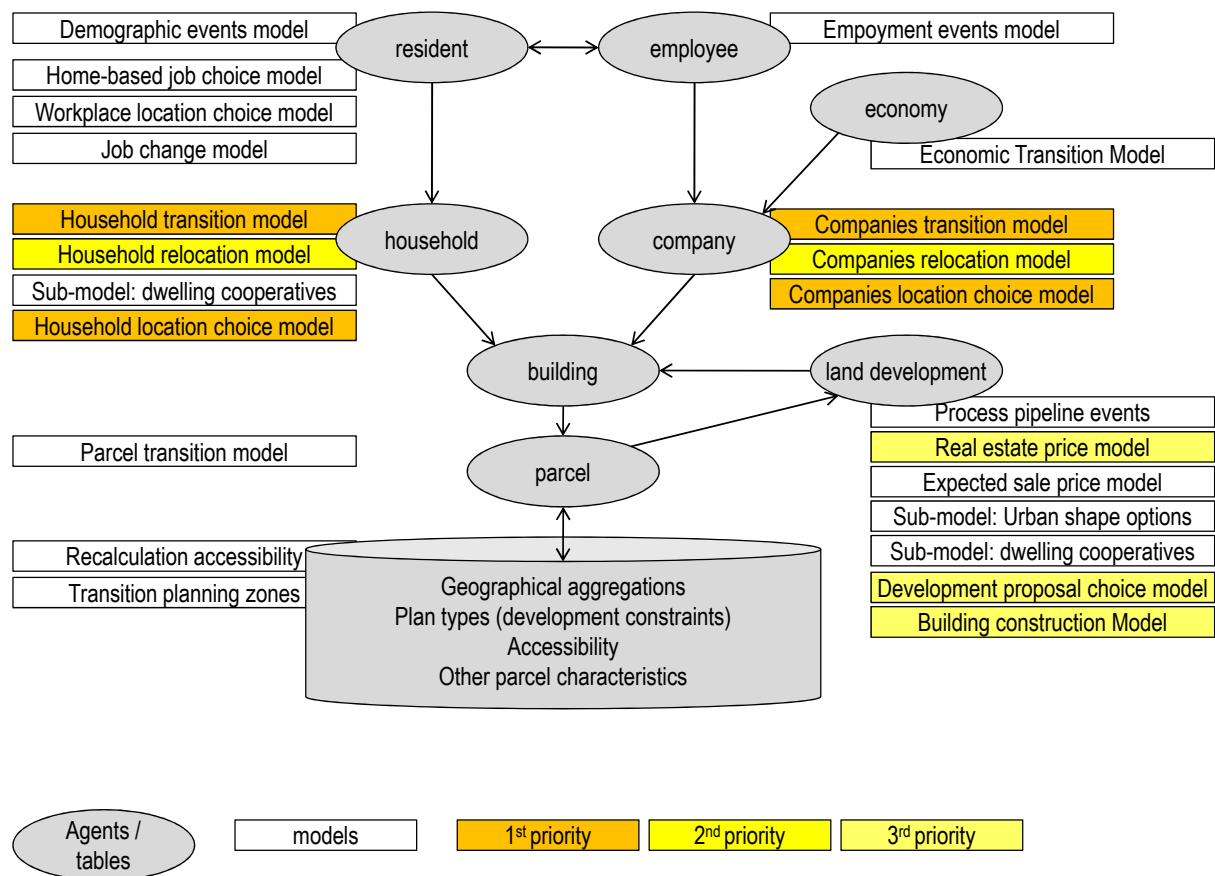 Demographic events model
resident
employee
Empoyment events model
Home-based job choice model
Workplace location choice model
Job change model
economy
Economic Transition Model
Household transition model
Household relocation model
Sub-model: dwelling cooperatives
Household location choice model
household
company
Companies transition model
Companies relocation model
Companies location choice model
building
land development
Process pipeline events
Real estate price model
Expected sale price model
Sub-model: Urban shape options
Sub-model: dwelling cooperatives
Development proposal choice model
Building construction Model
Parcel transition model
parcel
Recalculation accessibility
Transition planning zones
Geographical aggregations
Plan types (development constraints)
Accessibility
Other parcel characteristics
Agents /
tables
models
1st priority
2nd priority
3rd priority